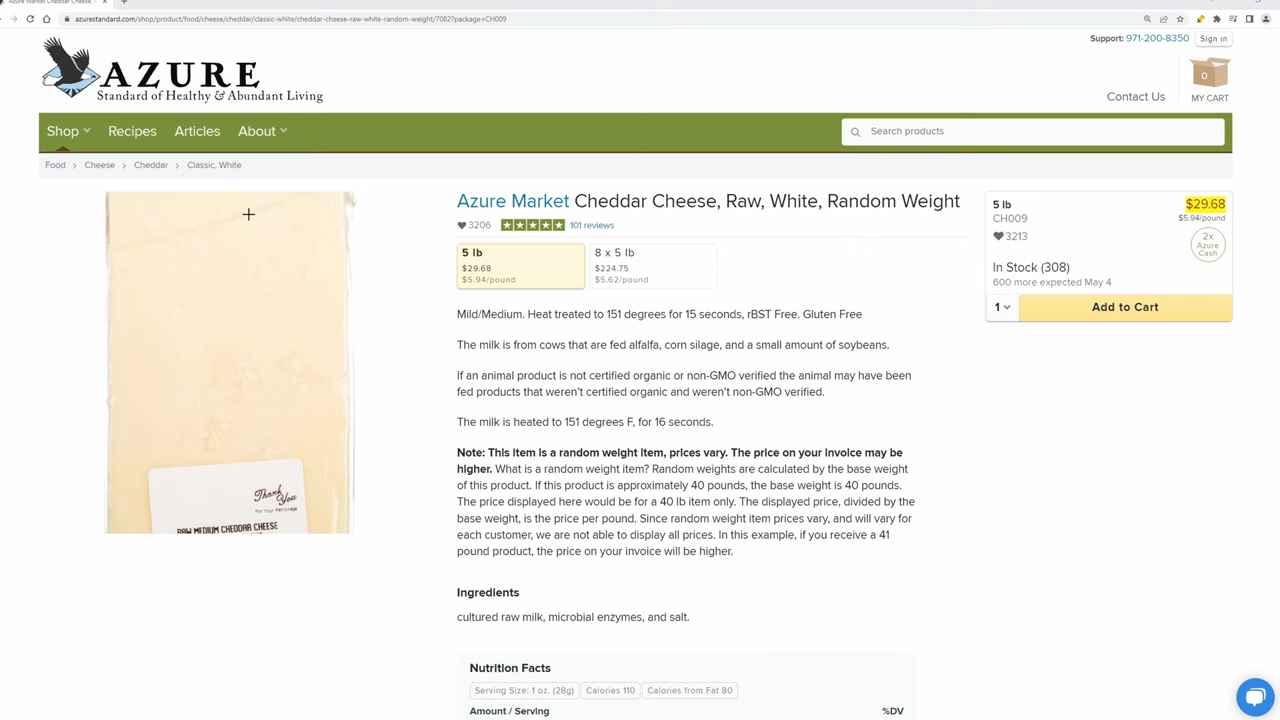 Azure Market Cheddar Cheese,
azurestandard.com/shop/product/food/cheese/cheddar/classic-white/cheddar-cheese-raw-white-random-weight/7082?package=CH009
Support: 971-200-8350 Sign in
AZURE
Standard of Healthy & Abundant Living
0
Contact Us MY CART
Shop Recipes Articles About Search products
Food > Cheese > Cheddar > Classic, White
Azure Market Cheddar Cheese, Raw, White, Random Weight
3206 101 reviews
5 lb 8 x 5 lb
$29.68 $224.75
$5.94/pound $5.62/pound
5 lb $29.68
CH009 $5.94/pound
3213
2x
Azure
Cash
In Stock (308)
600 more expected May 4
1 Add to Cart
Mild/Medium. Heat treated to 151 degrees for 15 seconds, rBST Free. Gluten Free
The milk is from cows that are fed alfalfa, corn silage, and a small amount of soybeans.
If an animal product is not certified organic or non-GMO verified the animal may have been
fed products that weren't certified organic and weren't non-GMO verified.
The milk is heated to 151 degrees F, for 16 seconds.
Note: This item is a random weight item, prices vary. The price on your invoice may be
higher. What is a random weight item? Random weights are calculated by the base weight
of this product. If this product is approximately 40 pounds, the base weight is 40 pounds.
The price displayed here would be for a 40 lb item only. The displayed price, divided by the
base weight, is the price per pound. Since random weight item prices vary, and will vary for
each customer, we are not able to display all prices. In this example, if you receive a 41
pound product, the price on your invoice will be higher.
Thank
You
For Your Patronage
RAW MEDIUM CHEDDAR CHEESE
Ingredients
cultured raw milk, microbial enzymes, and salt.
Nutrition Facts
Serving Size: 1 oz. (28g) Calories 110 Calories from Fat 80
Amount / Serving %DV